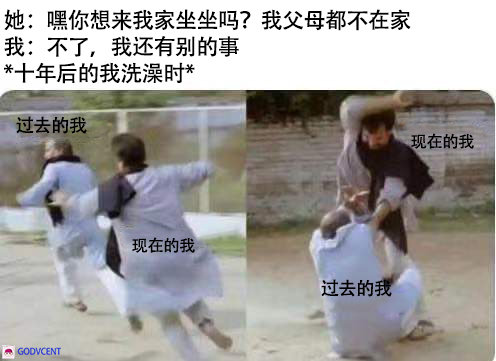 她：嘿你想来我家坐坐吗？我父母都不在家
我：不了，我还有别的事
*十年后的我洗澡时*
过去的我
现在的我
现在的我
过去的我
GODVCENT